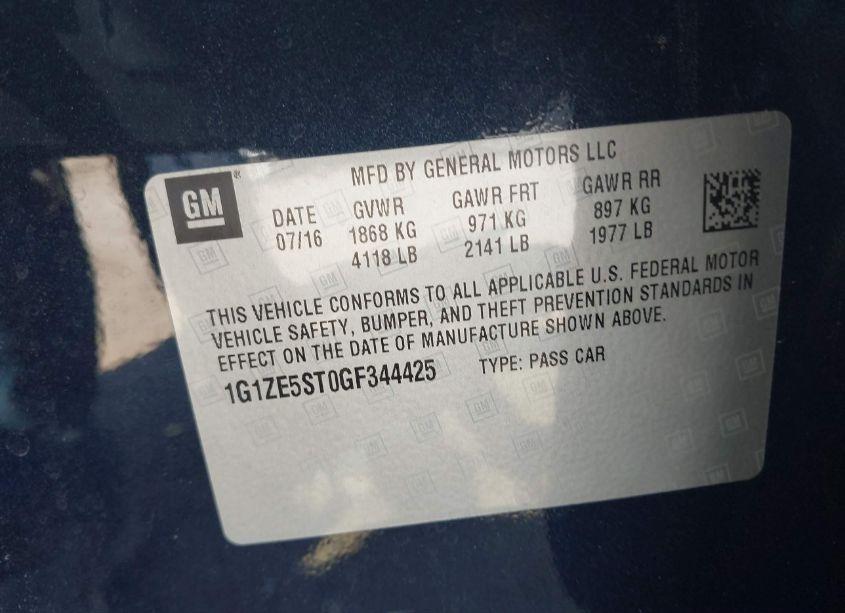 MFD BY GENERAL MOTORS LLC
GM®
DATE GVWR GAWR FRT GAWR RR
07/16 1868 KG 971 KG 897 KG
4118 LB 2141 LB 1977 LB
THIS VEHICLE CONFORMS TO ALL APPLICABLE U.S. FEDERAL MOTOR
VEHICLE SAFETY, BUMPER, AND THEFT PREVENTION STANDARDS IN
EFFECT ON THE DATE OF MANUFACTURE SHOWN ABOVE.
1G1ZE5ST0GF344425 TYPE: PASS CAR